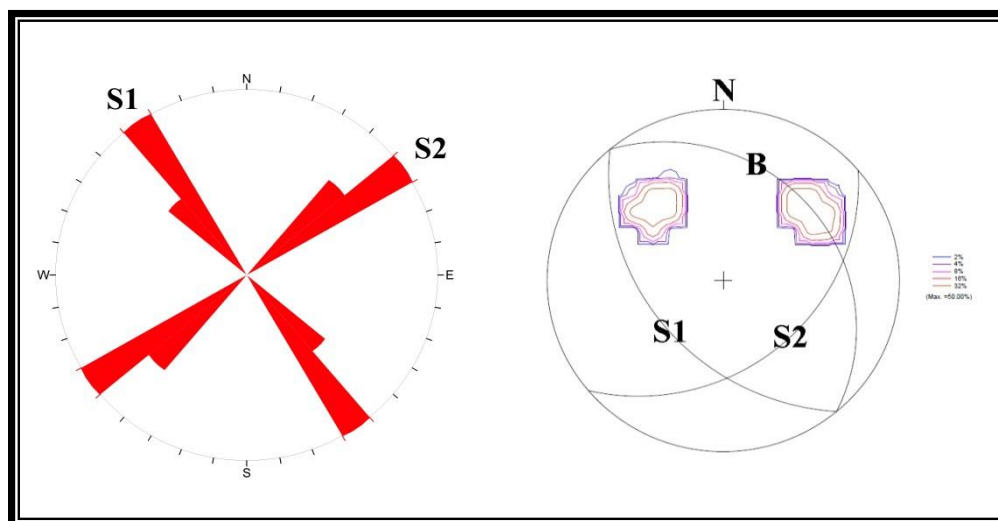 N
S1
S2
W
E
S
N
B
S1
S2
2%
4%
8%
16%
32%
(Max. =50.00%)